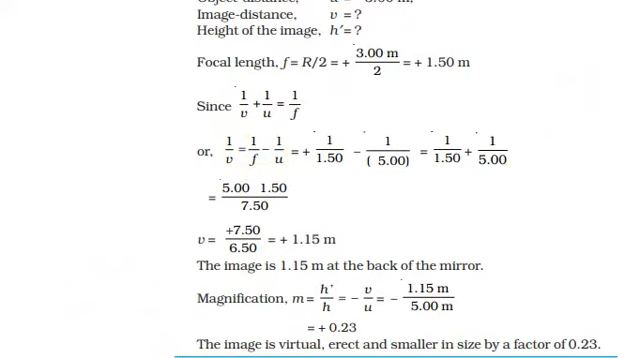 Image-distance, v = ?
Height of the image, h′= ?
Focal length, f = R/2 = + 3.00 m / 2 = + 1.50 m
Since 1/v + 1/u = 1/f
or, 1/v = 1/f − 1/u = + 1/1.50 − 1/( 5.00) = 1/1.50 + 1/5.00
= 5.00 1.50 / 7.50
v = +7.50 / 6.50 = + 1.15 m
The image is 1.15 m at the back of the mirror.
Magnification, m = h'/h = − v/u = − 1.15 m / 5.00 m
= + 0.23
The image is virtual, erect and smaller in size by a factor of 0.23.